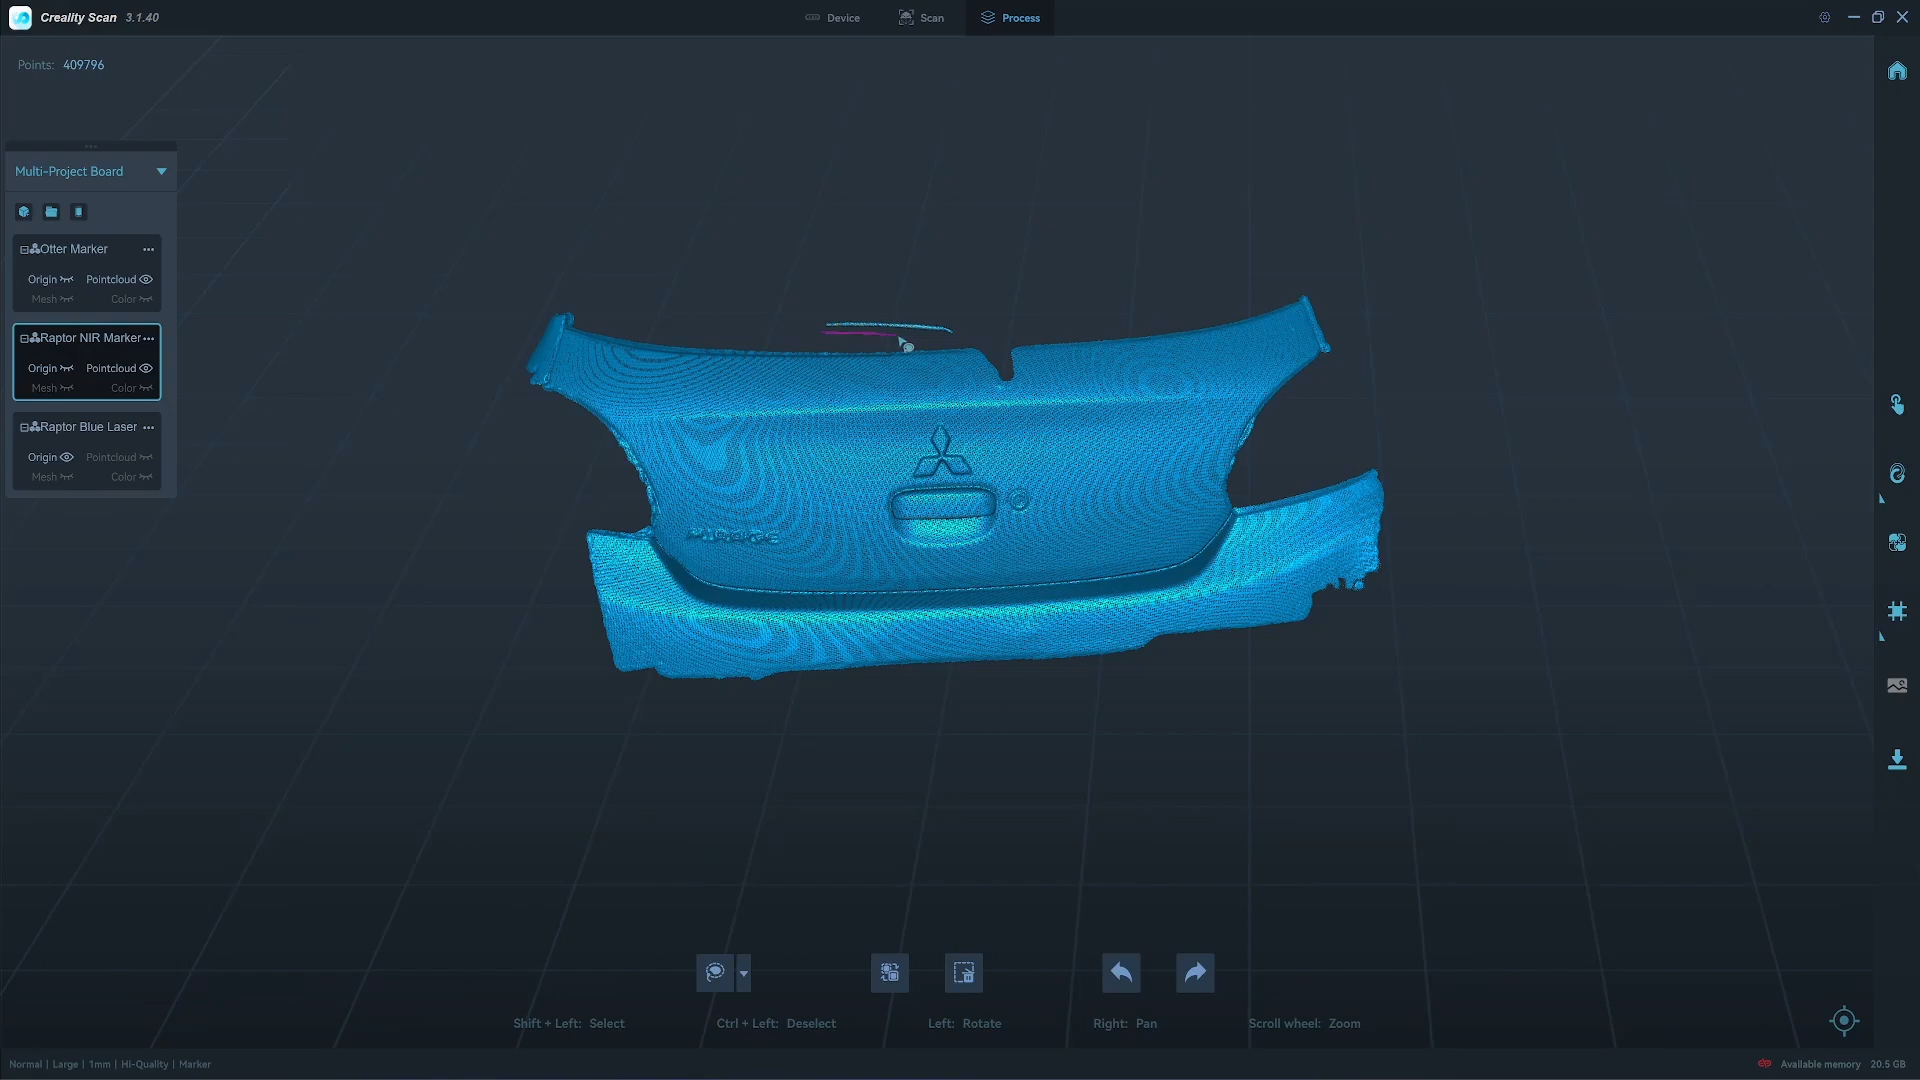 Creality Scan 3.1.40
Device
Scan
Process
Points: 409796
Multi-Project Board
Otter Marker
Origin Pointcloud
Mesh Color
Raptor NIR Marker
Origin Pointcloud
Mesh Color
Raptor Blue Laser
Origin Pointcloud
Mesh Color
Shift + Left: Select
Ctrl + Left: Deselect
Left: Rotate
Right: Pan
Scroll wheel: Zoom
Normal | Large | 1mm | Hi-Quality | Marker
Available memory 20.5 GB